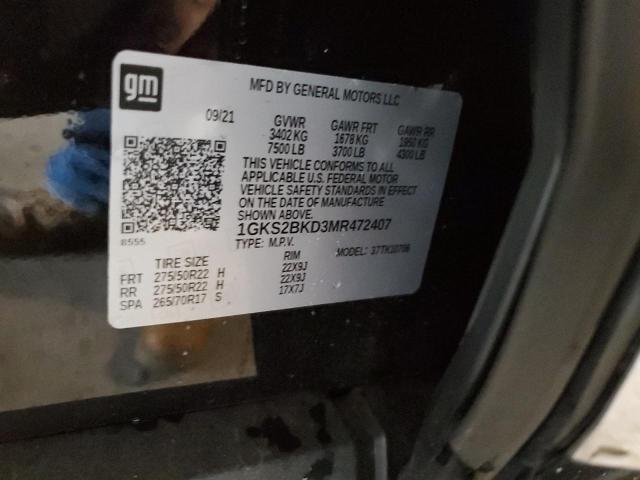 gm
MFD BY GENERAL MOTORS LLC
09/21
GVWR GAWR FRT GAWR RR
3402 KG 1678 KG 1950 KG
7500 LB 3700 LB 4300 LB
THIS VEHICLE CONFORMS TO ALL
APPLICABLE U.S. FEDERAL MOTOR
VEHICLE SAFETY STANDARDS IN EFFECT
ON THE DATE OF MANUFACTURE
SHOWN ABOVE.
1GKS2BKD3MR472407
8555
TYPE: M.P.V. MODEL: 37TK10706
TIRE SIZE RIM
FRT 275/50R22 H 22X9J
RR 275/50R22 H 22X9J
SPA 265/70R17 S 17X7J